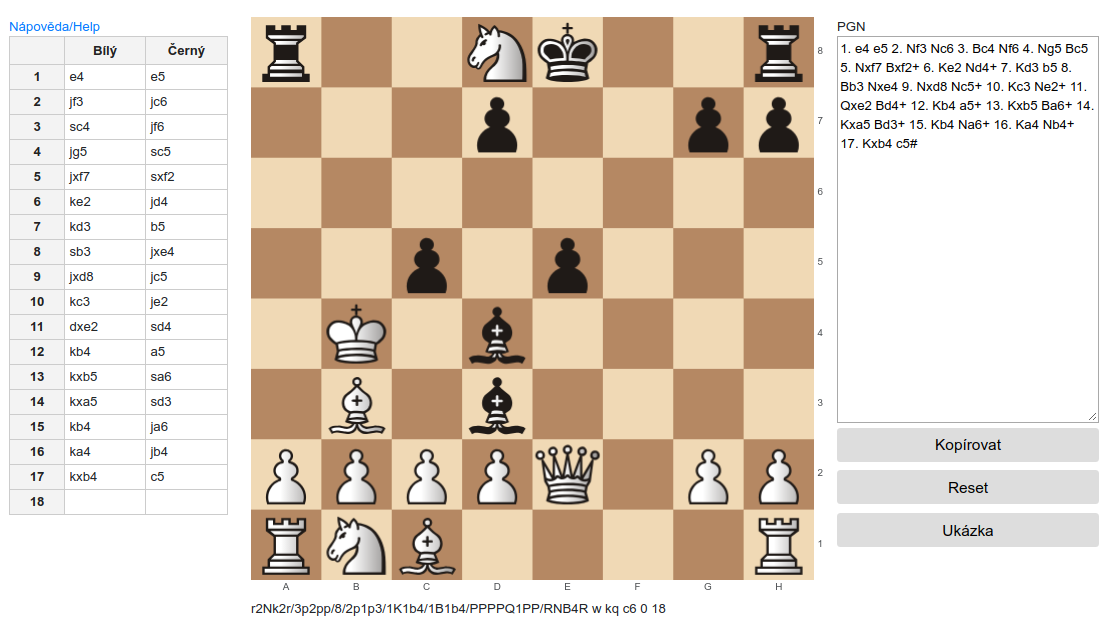 Nápověda/Help
Bílý Černý
1 e4 e5
2 jf3 jc6
3 sc4 jf6
4 jg5 sc5
5 jxf7 sxf2
6 ke2 jd4
7 kd3 b5
8 sb3 jxe4
9 jxd8 jc5
10 kc3 je2
11 dxe2 sd4
12 kb4 a5
13 kxb5 sa6
14 kxa5 sd3
15 kb4 ja6
16 ka4 jb4
17 kxb4 c5
18
8
7
6
5
4
3
2
1
A B C D E F G H
r2Nk2r/3p2pp/8/2p1p3/1K1b4/1B1b4/PPPPQ1PP/RNB4R w kq c6 0 18
PGN
1. e4 e5 2. Nf3 Nc6 3. Bc4 Nf6 4. Ng5 Bc5
5. Nxf7 Bxf2+ 6. Ke2 Nd4+ 7. Kd3 b5 8.
Bb3 Nxe4 9. Nxd8 Nc5+ 10. Kc3 Ne2+ 11.
Qxe2 Bd4+ 12. Kb4 a5+ 13. Kxb5 Ba6+ 14.
Kxa5 Bd3+ 15. Kb4 Na6+ 16. Ka4 Nb4+
17. Kxb4 c5#
Kopírovat
Reset
Ukázka